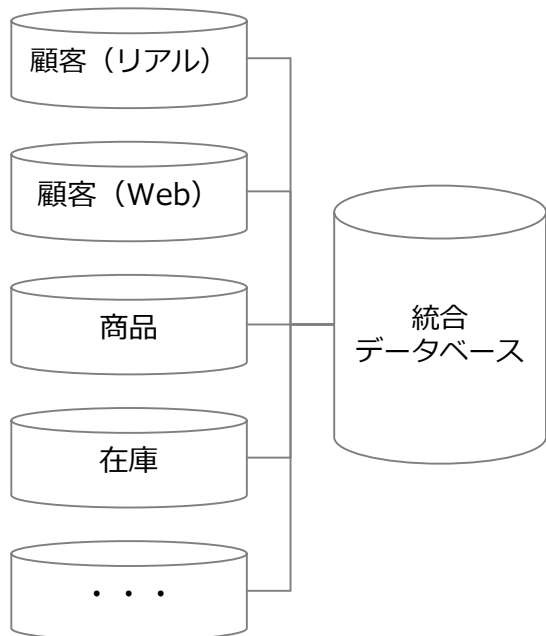 顧客（リアル）
顧客（Web）
商品
在庫
・・・
統合
データベース